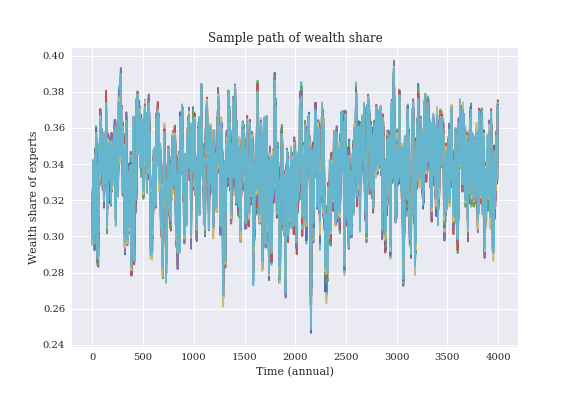 Sample path of wealth share
0.40
0.38
0.36
0.34
0.32
0.30
0.28
0.26
0.24
Wealth share of experts
0 500 1000 1500 2000 2500 3000 3500 4000
Time (annual)